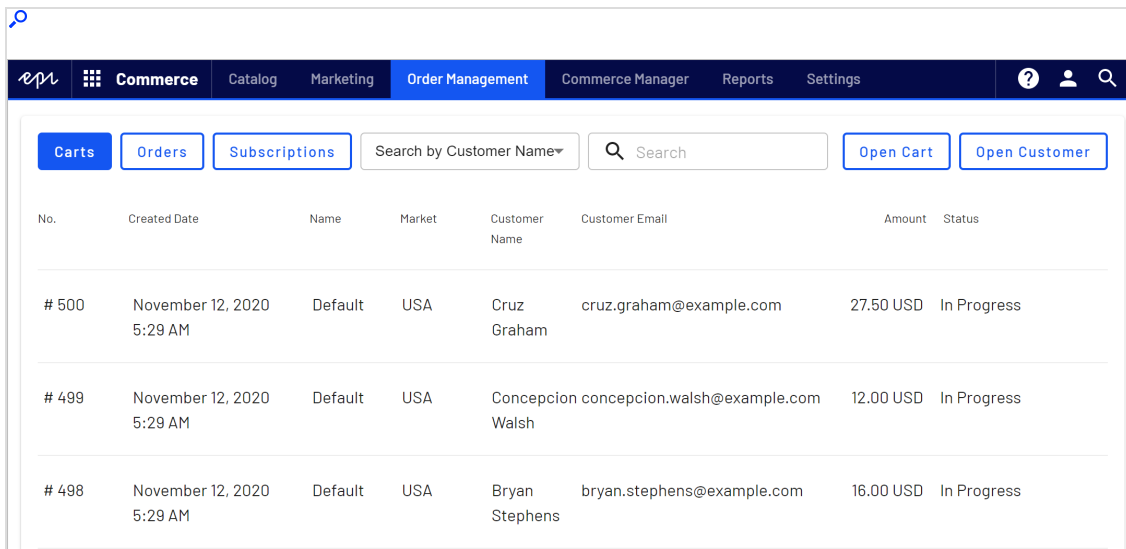 epi Commerce Catalog Marketing Order Management Commerce Manager Reports Settings ?
Carts Orders Subscriptions Search by Customer Name Search Open Cart Open Customer
No. Created Date Name Market Customer Name Customer Email Amount Status
# 500 November 12, 2020 5:29 AM Default USA Cruz Graham cruz.graham@example.com 27.50 USD In Progress
# 499 November 12, 2020 5:29 AM Default USA Concepcion Walsh concepcion.walsh@example.com 12.00 USD In Progress
# 498 November 12, 2020 5:29 AM Default USA Bryan Stephens bryan.stephens@example.com 16.00 USD In Progress